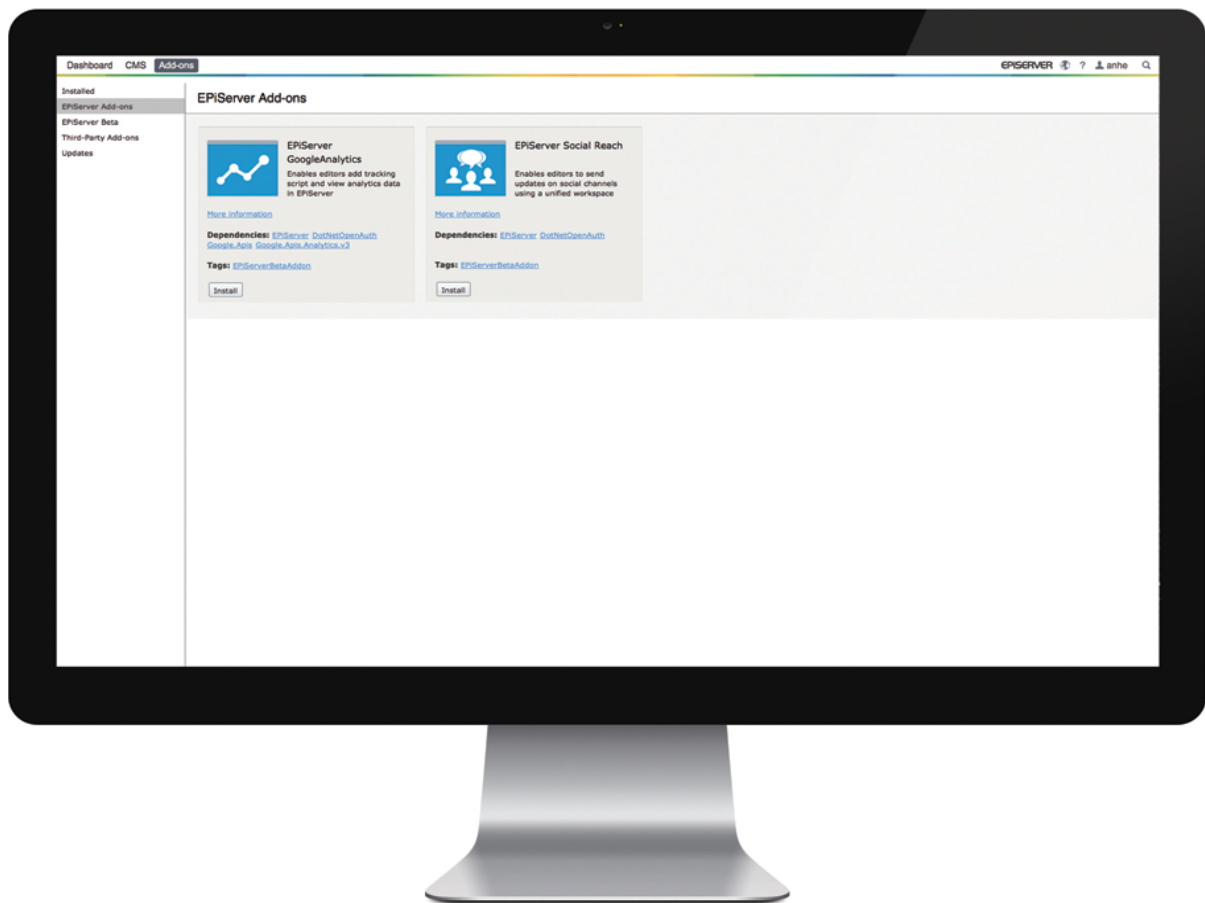 Dashboard CMS Add-ons EPISERVER ? anhe
Installed
EPiServer Add-ons
EPiServer Beta
Third-Party Add-ons
Updates
EPiServer Add-ons
EPiServer
GoogleAnalytics
Enables editors add tracking
script and view analytics data
in EPiServer
More information
Dependencies: EPiServer DotNetOpenAuth
Google.Apis Google.Apis.Analytics.v3
Tags: EPiServerBetaAddon
Install
EPiServer Social Reach
Enables editors to send
updates on social channels
using a unified workspace
More information
Dependencies: EPiServer DotNetOpenAuth
Tags: EPiServerBetaAddon
Install